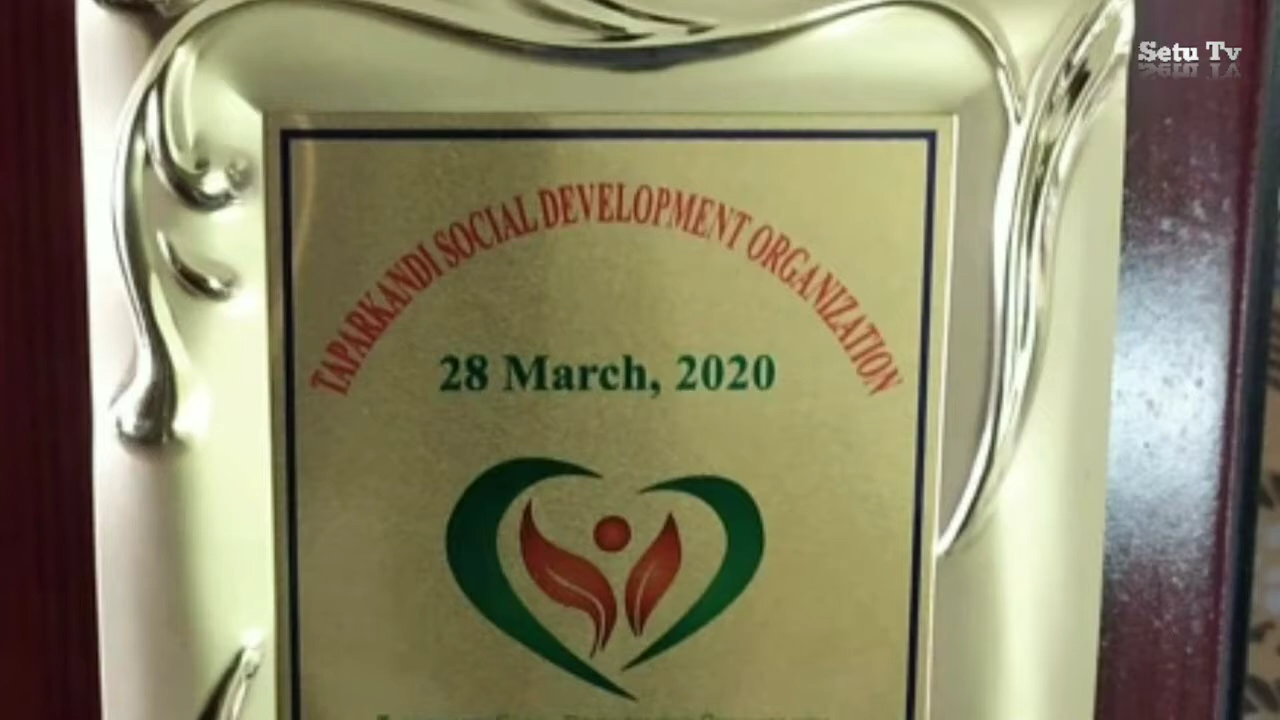 Setu Tv
TAPARKANDI SOCIAL DEVELOPMENT ORGANIZATION
28 March, 2020